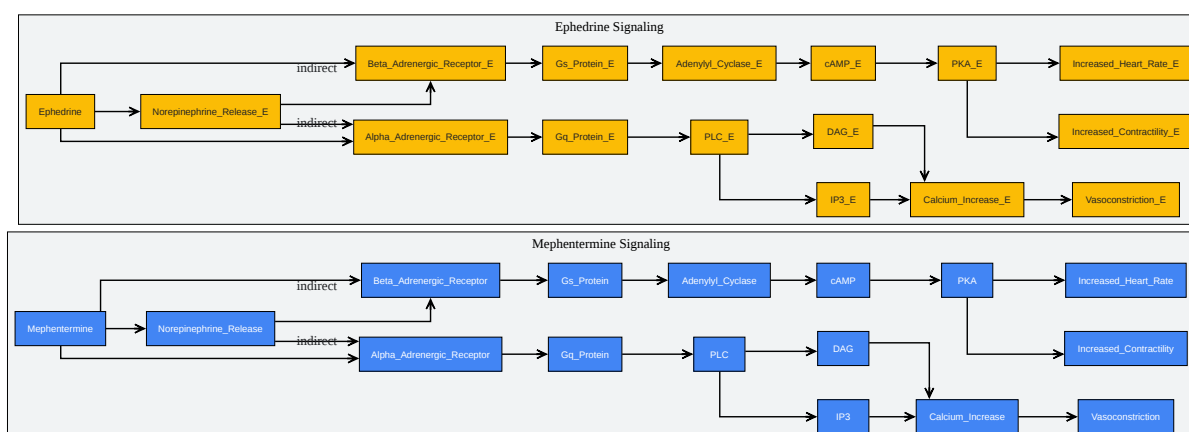 Ephedrine Signaling
Beta_Adrenergic_Receptor_E
Gs_Protein_E
Adenylyl_Cyclase_E
cAMP_E
PKA_E
Increased_Heart_Rate_E
indirect
Ephedrine
Norepinephrine_Release_E
indirect
Alpha_Adrenergic_Receptor_E
Gq_Protein_E
PLC_E
DAG_E
Increased_Contractility_E
IP3_E
Calcium_Increase_E
Vasoconstriction_E
Mephentermine Signaling
Beta_Adrenergic_Receptor
Gs_Protein
Adenylyl_Cyclase
cAMP
PKA
Increased_Heart_Rate
indirect
Mephentermine
Norepinephrine_Release
indirect
Alpha_Adrenergic_Receptor
Gq_Protein
PLC
DAG
Increased_Contractility
IP3
Calcium_Increase
Vasoconstriction